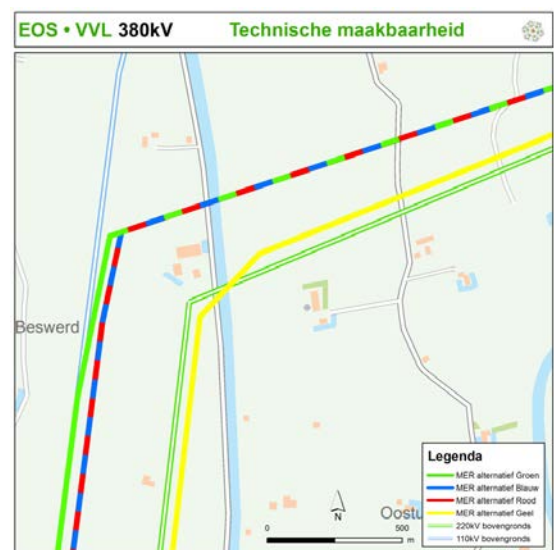 EOS • VVL 380kV Technische maakbaarheid
Beswerd
Legenda
MER alternatief Groen
MER alternatief Blauw
MER alternatief Rood
MER alternatief Geel
220kV bovengronds
110kV bovengronds
N
Oostu
0 500 m